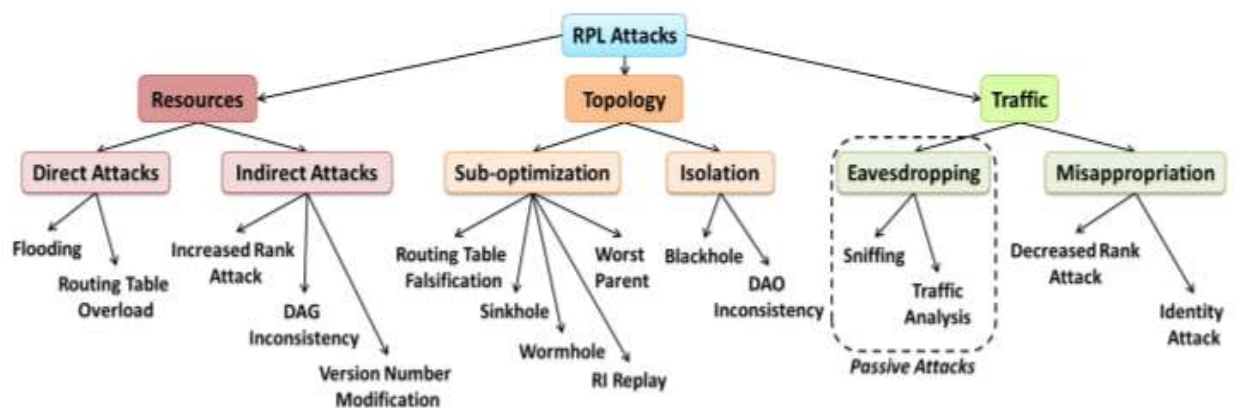 RPL Attacks
Resources
Topology
Traffic
Direct Attacks
Indirect Attacks
Sub-optimization
Isolation
Eavesdropping
Misappropriation
Flooding
Routing Table
Overload
Increased Rank
Attack
DAG
Inconsistency
Version Number
Modification
Routing Table
Falsification
Sinkhole
Wormhole
RI Replay
Worst
Parent
Blackhole
DAO
Inconsistency
Sniffing
Traffic
Analysis
Passive Attacks
Decreased Rank
Attack
Identity
Attack